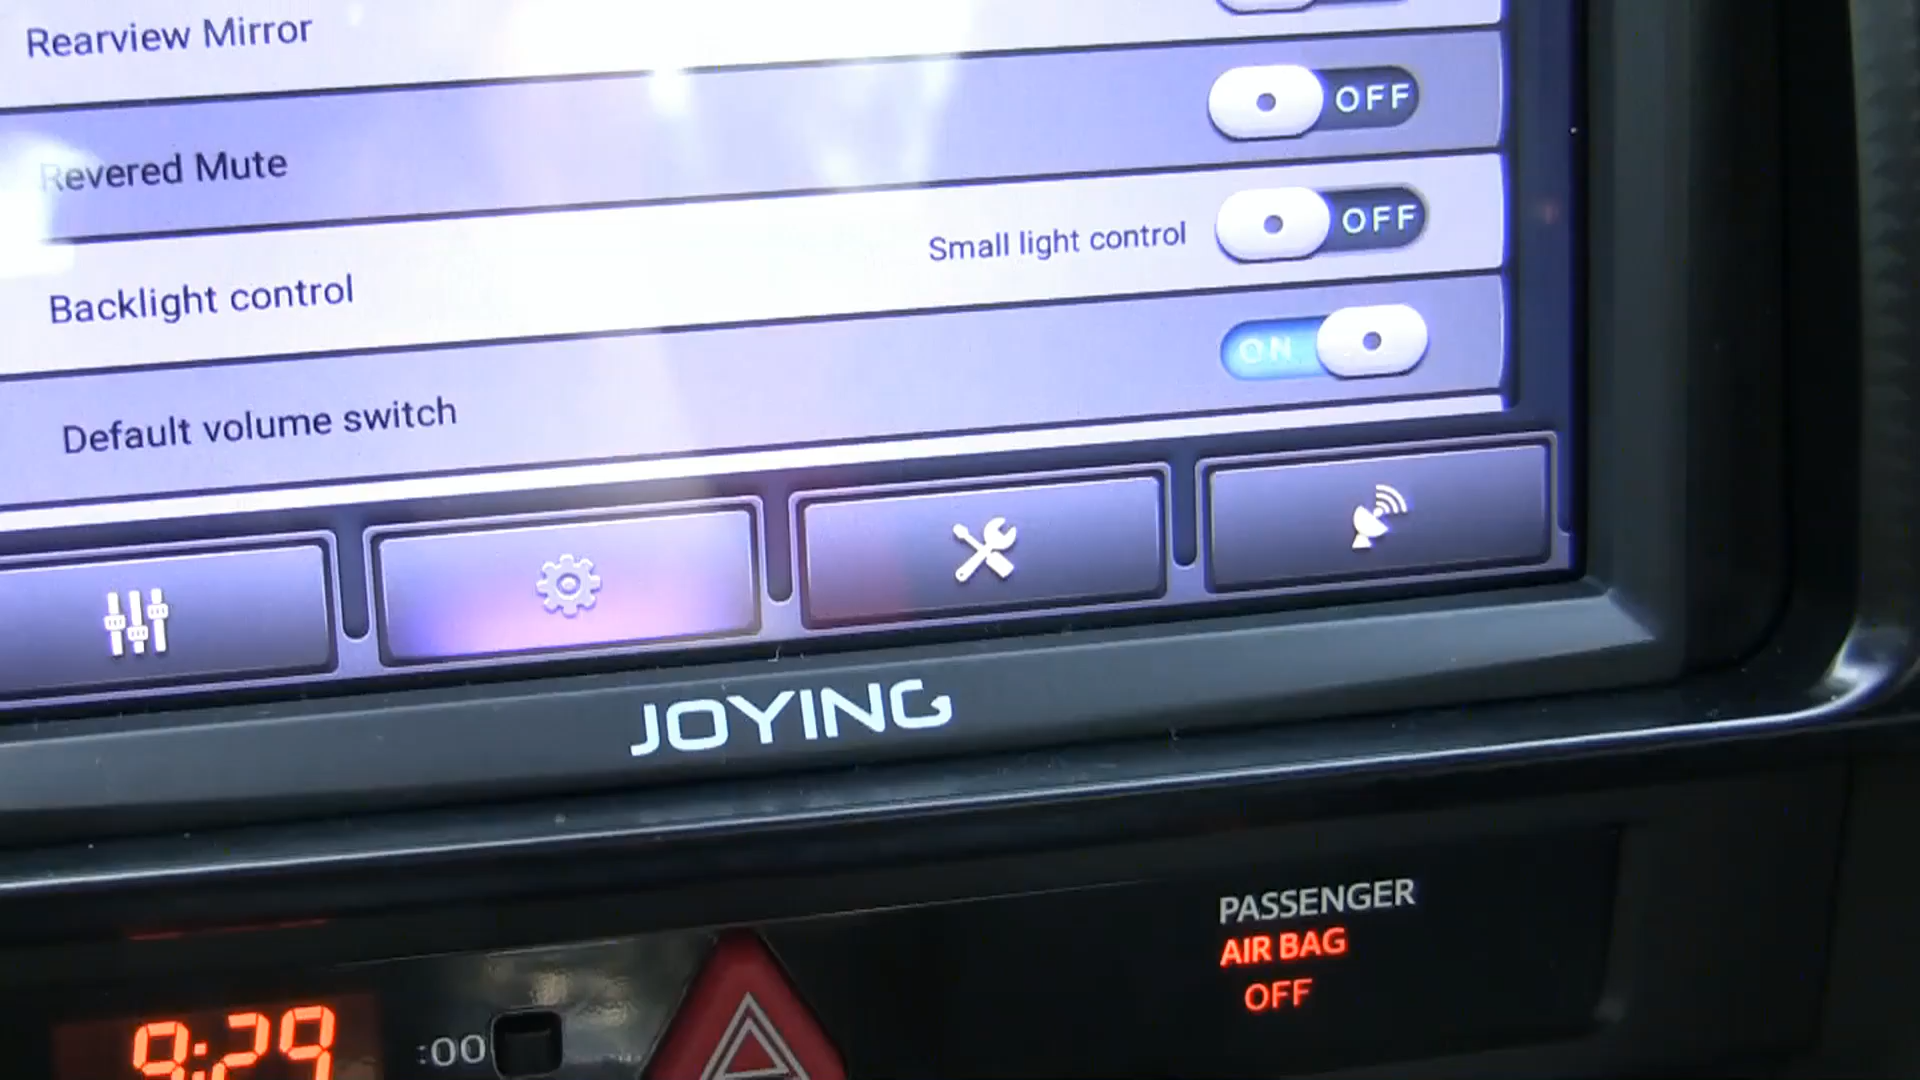 Rearview Mirror
Revered Mute
OFF
Backlight control
Small light control
OFF
Default volume switch
ON
JOYING
PASSENGER
AIR BAG
OFF
9:29
:00